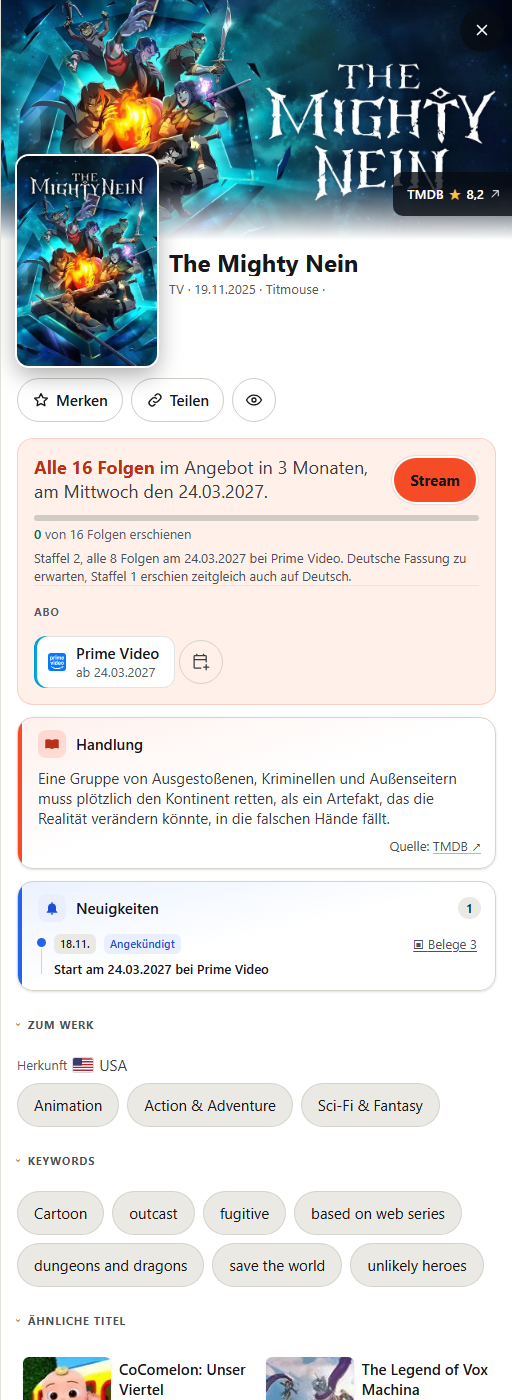 THE
MIGHTY
NEIN
TMDB ⭐ 8,2 ↗
THE
MIGHTY NEIN
The Mighty Nein
TV · 19.11.2025 · Titmouse ·
Merken
Teilen
Alle 16 Folgen im Angebot in 3 Monaten,
am Mittwoch den 24.03.2027.
Stream
0 von 16 Folgen erschienen
Staffel 2, alle 8 Folgen am 24.03.2027 bei Prime Video. Deutsche Fassung zu
erwarten, Staffel 1 erschien zeitgleich auch auf Deutsch.
ABO
prime
video
Prime Video
ab 24.03.2027
Handlung
Eine Gruppe von Ausgestoßenen, Kriminellen und Außenseitern
muss plötzlich den Kontinent retten, als ein Artefakt, das die
Realität verändern könnte, in die falschen Hände fällt.
Quelle: TMDB ↗
Neuigkeiten
1
18.11.
Angekündigt
Belege 3
Start am 24.03.2027 bei Prime Video
ZUM WERK
Herkunft USA
Animation
Action & Adventure
Sci-Fi & Fantasy
KEYWORDS
Cartoon
outcast
fugitive
based on web series
dungeons and dragons
save the world
unlikely heroes
ÄHNLICHE TITEL
CoComelon: Unser
Viertel
The Legend of Vox
Machina